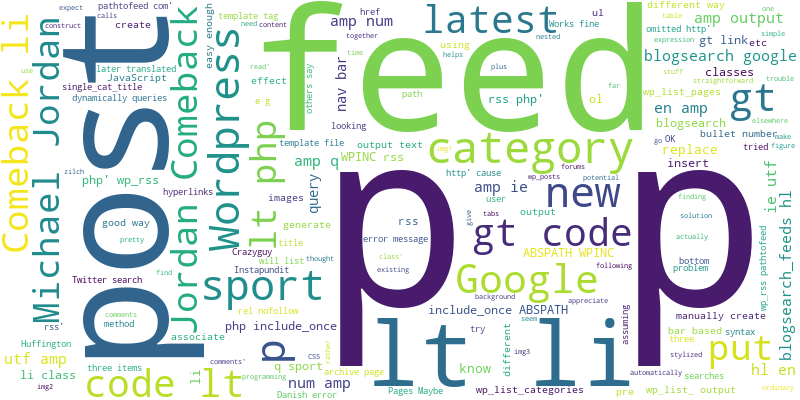 feed
p p
post
lt li
category
latest
gt code
new
Google
sport
put
Wordpress
lt php
Michael Jordan
Jordan Comeback
Comeback li
code lt
gt
p
expect
pathtofeed com'
calls
create
construct
use
later translated
JavaScript
single_cat_title
dynamically queries
easy enough
template tag
need content
read'
effect
others say
e g
template file
amp q
php' wp_rss
zilch
hyperlinks
images
query
generate
good way
pretty
Twitter search
find
Crazyguy
Instapundit
title
will list
thought
rss'
Huffington
comments
method
three items
utf amp
li class
img2
associate
li
comments'
programming
rel nofollow
php include_once
CSS
q sport
num amp
Danish error
rather
archive page
amp num
href
together
time
helps
nav bar
looking
output text
WPINC rss
path
using
plus
rss php'
Works fine
nested
ul
ol
far
img1
http' cause
forums
wp_posts
potential
amp ie
user
output
tabs
give
rss
error message
class'
existing
background
following
appreciate
ABSPATH WPINC
include_once ABSPATH
try
seem
different
know
img3
Pages Maybe
wp_list_categories
assuming
pre
wp_list_ output
automatically
searches
stylized
three
bar based
syntax
manually create
ordinary
hl en
different way
table
one
amp output
omitted http'
expression
simple
gt link
etc
blogsearch google
stuff
classes
straightforward
trouble
wp_list_pages
en amp
blogsearch
elsewhere
bullet number
go OK
tried
make
figure
replace
insert
finding
solution
actually
problem
bottom
ie utf
blogsearch_feeds hl
wp_rss pathtofeed